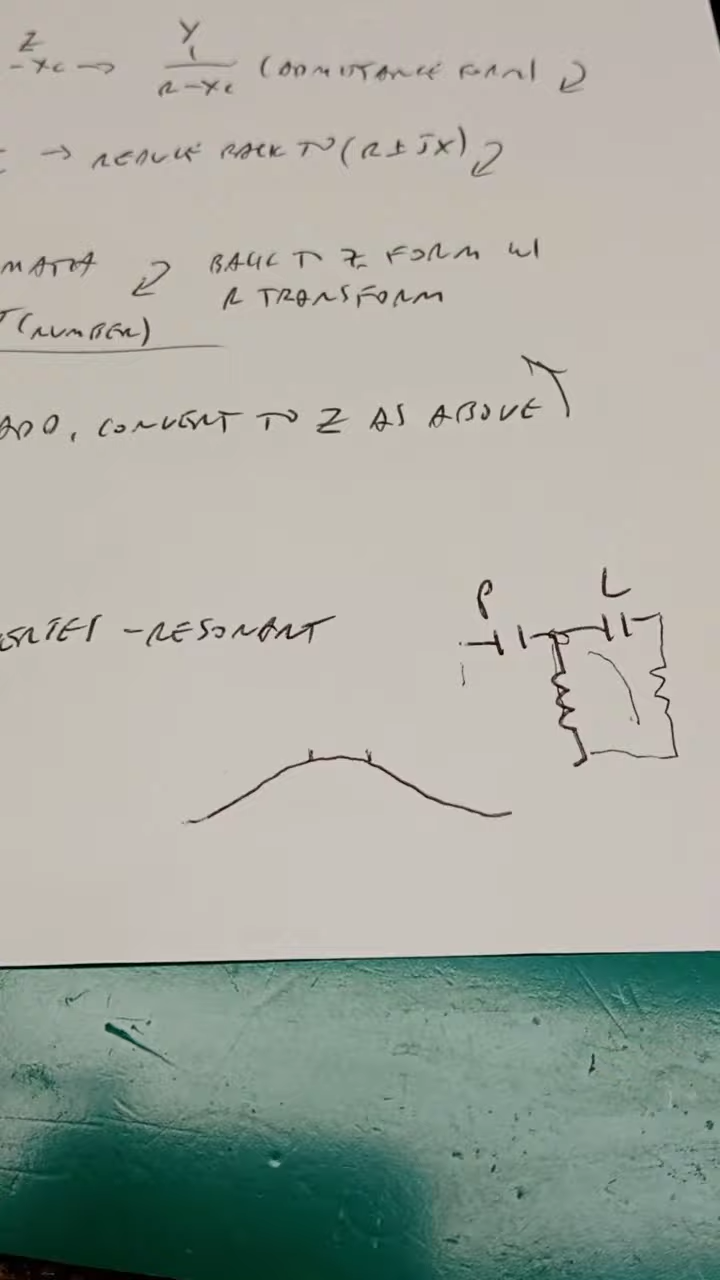 Z Y
-Xc → 1/R-Xc (ADMITTANCE FORM)
→ REDUCE BACK TO (R ± JX)
BACK TO Z FORM W/
R TRANSFORM
(NUMBER)
ADD, CONVERT TO Z AS ABOVE
P L
SERIES - RESONANT